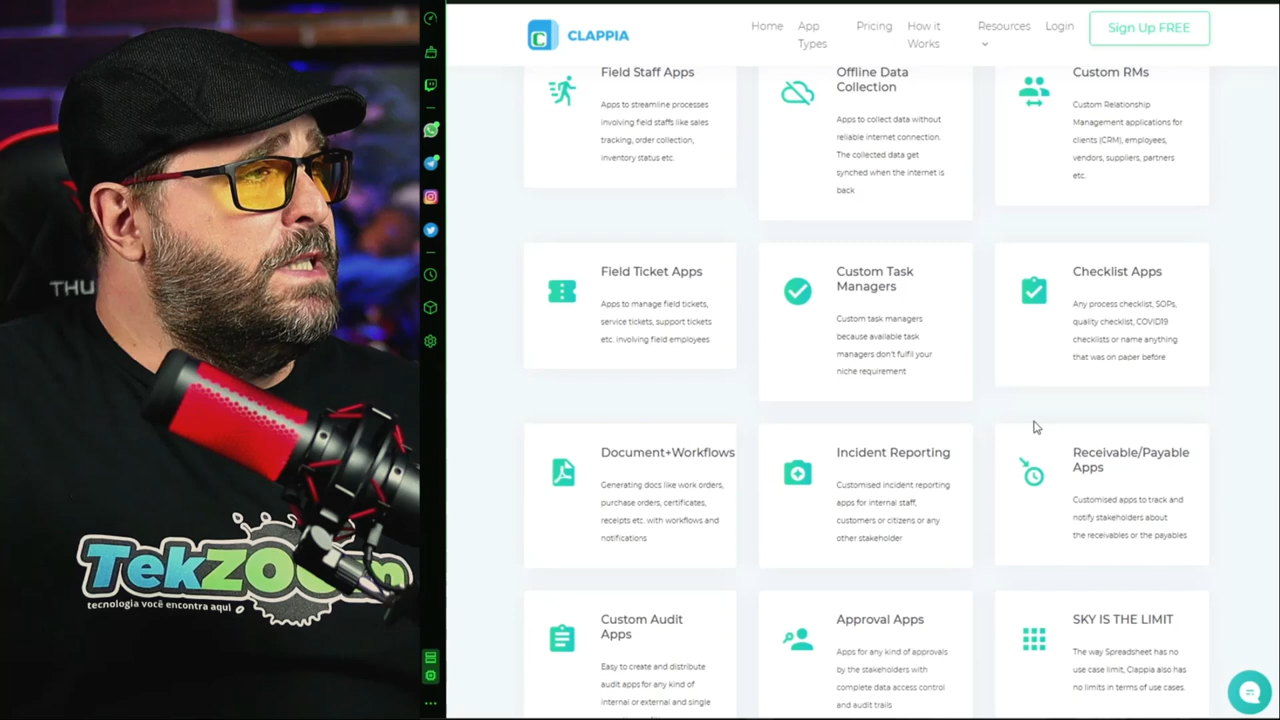 THU
TekZoom
tecnologia você encontra aqui
CLAPPIA
Home
App
Types
Pricing
How it
Works
Resources
Login
Sign Up FREE
Field Staff Apps
Apps to streamline processes
involving field staffs like sales
tracking, order collection,
inventory status etc.
Offline Data
Collection
Apps to collect data without
reliable internet connection.
The collected data get
synched when the internet is
back
Custom RMs
Custom Relationship
Management applications for
clients (CRM), employees,
vendors, suppliers, partners
etc.
Field Ticket Apps
Apps to manage field tickets,
service tickets, support tickets
etc. involving field employees
Custom Task
Managers
Custom task managers
because available task
managers don't fulfil your
niche requirement
Checklist Apps
Any process checklist, SOPs,
quality checklist, COVID19
checklists or name anything
that was on paper before
Document+Workflows
Generating docs like work orders,
purchase orders, certificates,
receipts etc. with workflows and
notifications
Incident Reporting
Customised incident reporting
apps for internal staff,
customers or citizens or any
other stakeholder
Receivable/Payable
Apps
Customised apps to track and
notify stakeholders about
the receivables or the payables
Custom Audit
Apps
Easy to create and distribute
audit apps for any kind of
internal or external and single
Approval Apps
Apps for any kind of approvals
by the stakeholders with
complete data access control
and audit trails
SKY IS THE LIMIT
The way Spreadsheet has no
use case limit, Clappia also has
no limits in terms of use cases.